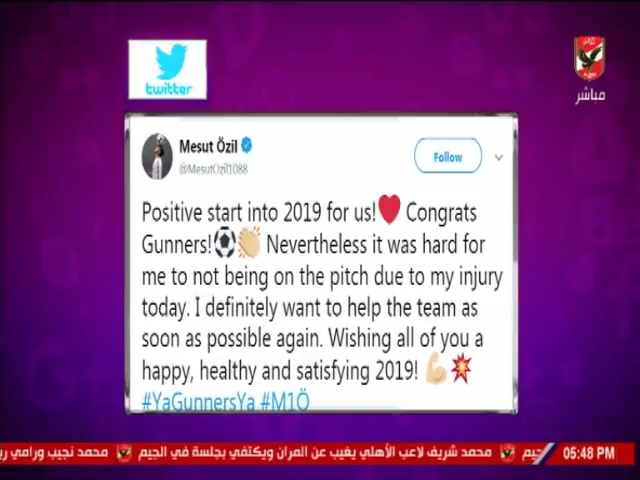 twitter
مباشر
Mesut Özil
@MesutOzil1088
Follow
Positive start into 2019 for us!❤ Congrats
Gunners!⚽👏 Nevertheless it was hard for
me to not being on the pitch due to my injury
today. I definitely want to help the team as
soon as possible again. Wishing all of you a
happy, healthy and satisfying 2019! 💪💥
#YaGunnersYa #M1Ö
جيم محمد شريف لاعب الأهلي يغيب عن المران ويكتفي بجلسة في الجيم محمد نجيب ورامي
05:48 PM